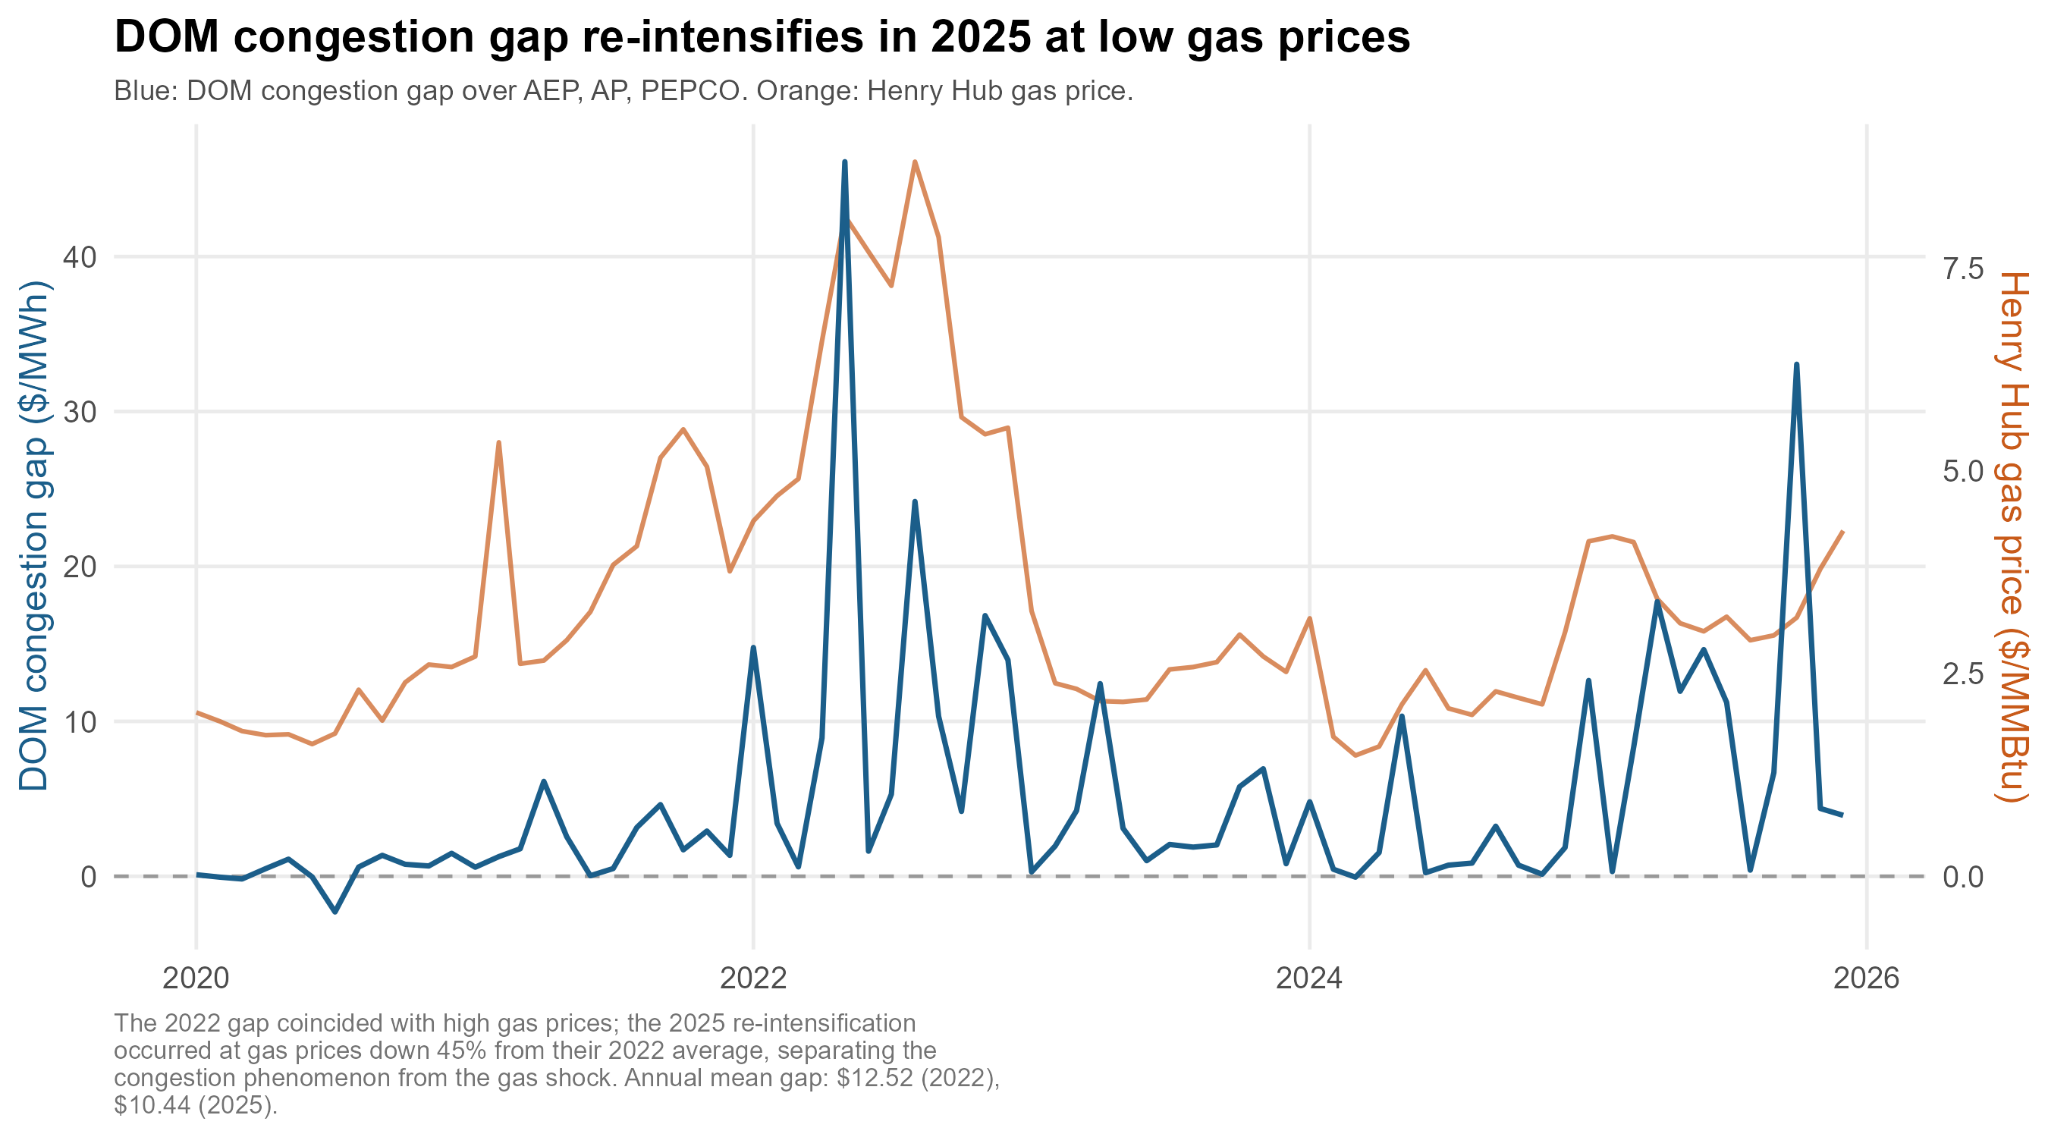 DOM congestion gap re-intensifies in 2025 at low gas prices
Blue: DOM congestion gap over AEP, AP, PEPCO. Orange: Henry Hub gas price.
DOM congestion gap ($/MWh)
40
30
20
10
0
7.5
5.0
2.5
0.0
Henry Hub gas price ($/MMBtu)
2020
2022
2024
2026
The 2022 gap coincided with high gas prices; the 2025 re-intensification
occurred at gas prices down 45% from their 2022 average, separating the
congestion phenomenon from the gas shock. Annual mean gap: $12.52 (2022),
$10.44 (2025).